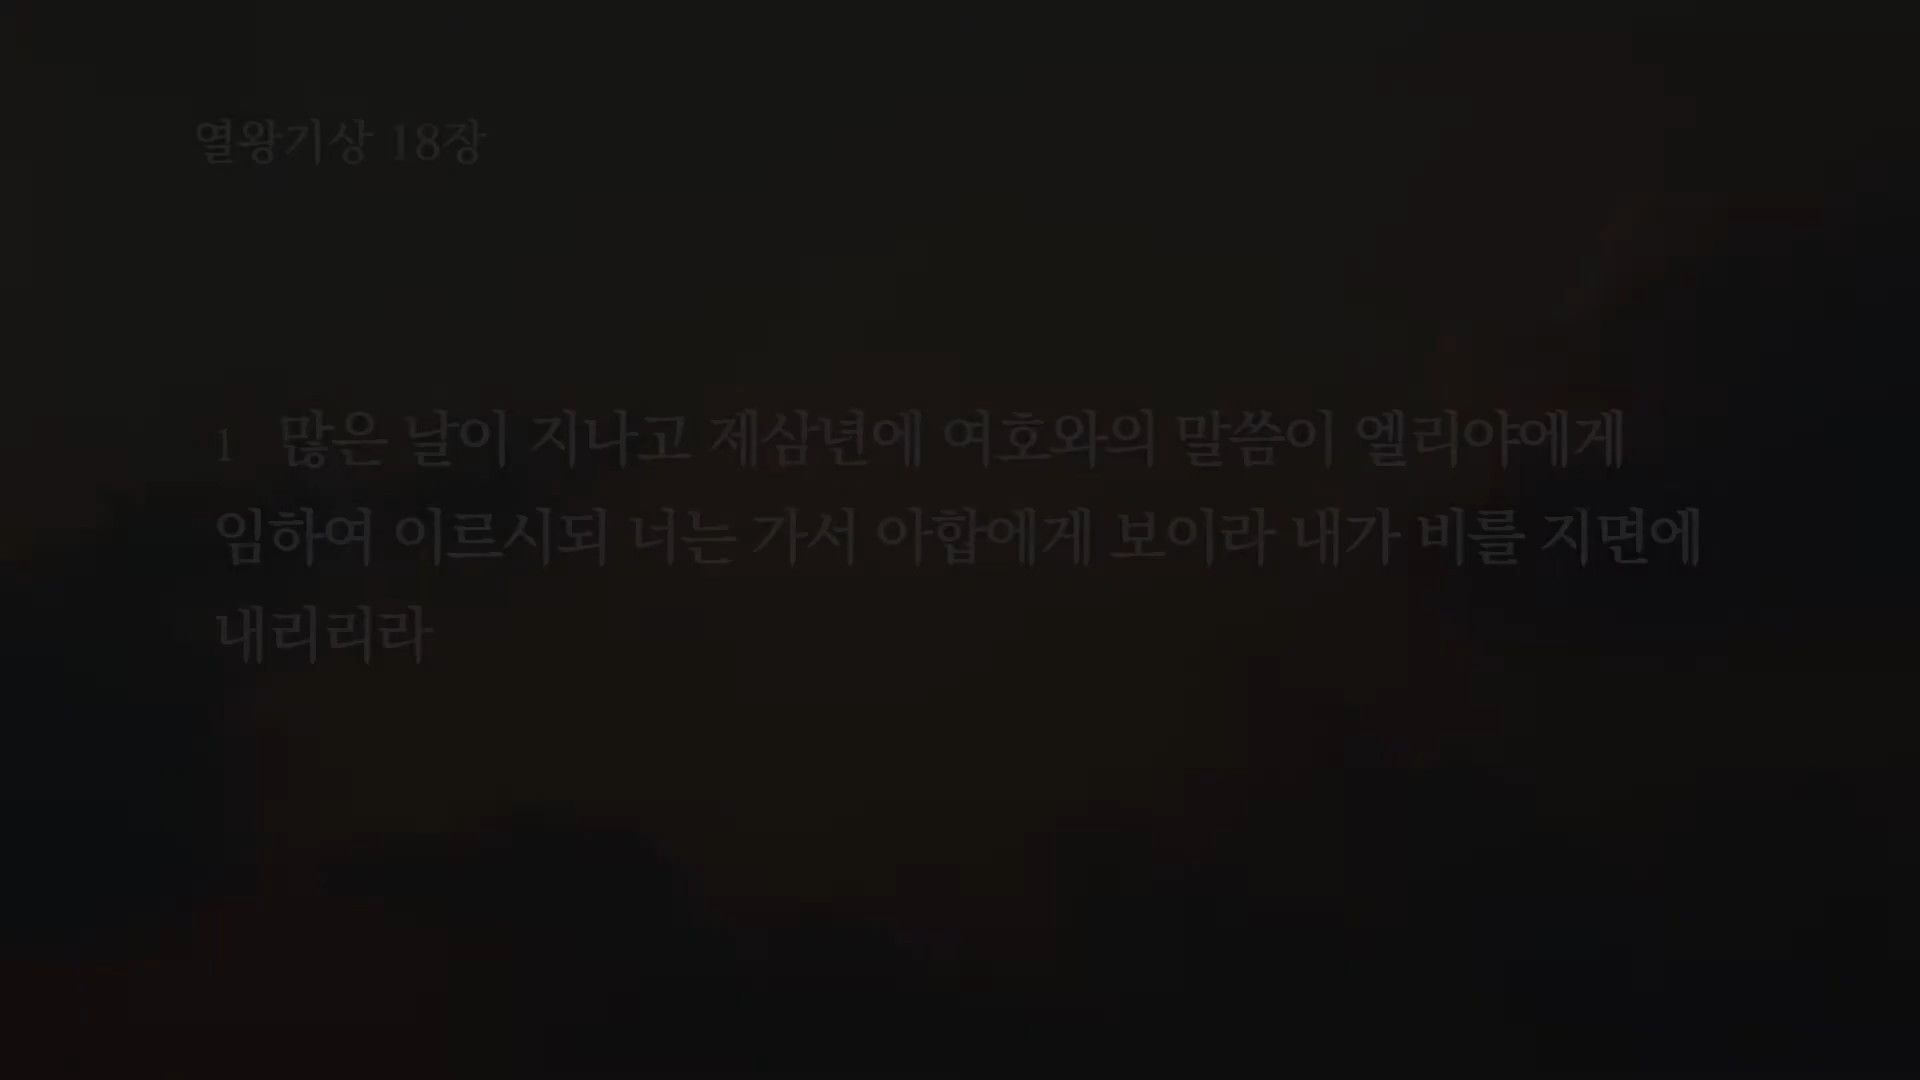 열왕기상 18장
1 많은 날이 지나고 제삼년에 여호와의 말씀이 엘리야에게
임하여 이르시되 너는 가서 아합에게 보이라 내가 비를 지면에
내리리라